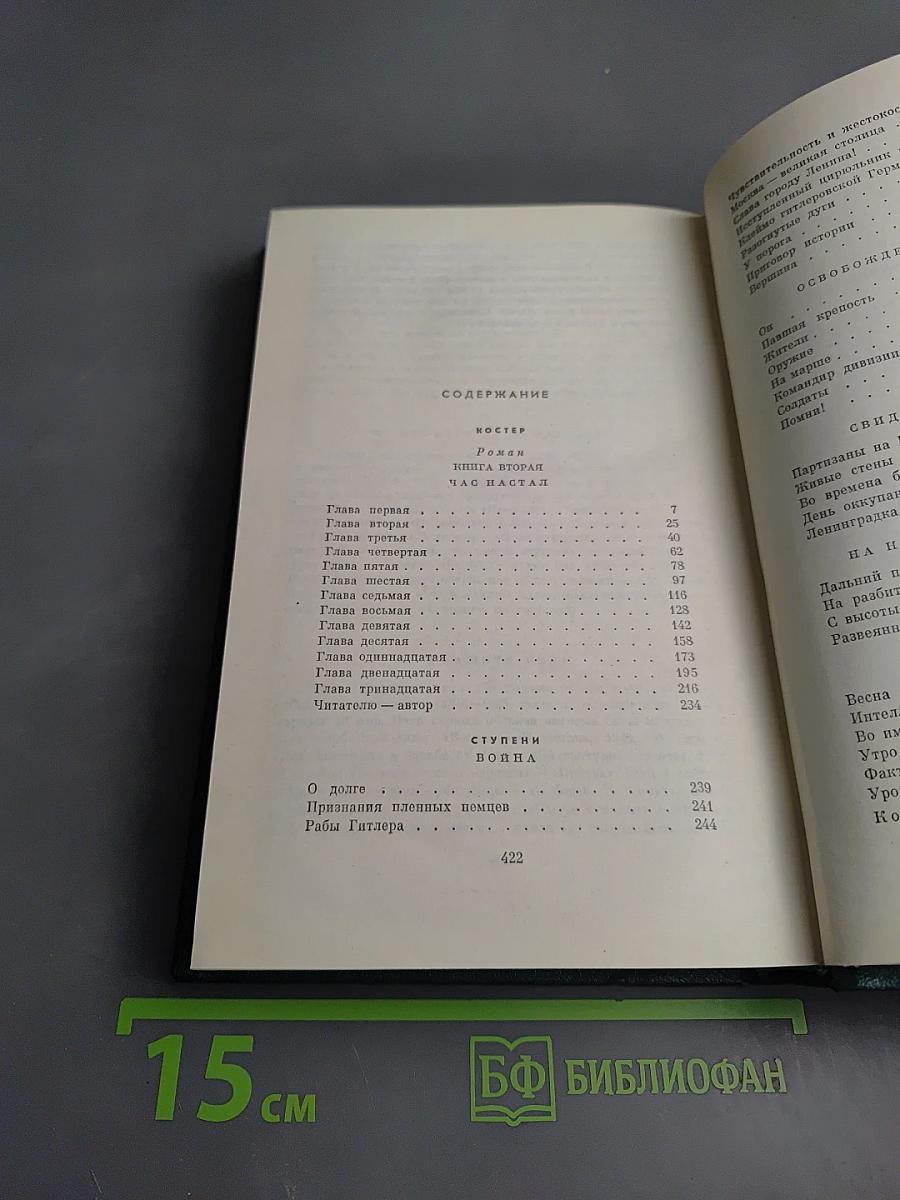 СОДЕРЖАНИЕ
КОСТЕР
Роман
КНИГА ВТОРАЯ
ЧАС НАСТАЛ
Глава первая . . . . . . . . . . . . . . 7
Глава вторая . . . . . . . . . . . . . . 25
Глава третья . . . . . . . . . . . . . . 40
Глава четвертая . . . . . . . . . . . . . 62
Глава пятая . . . . . . . . . . . . . . 78
Глава шестая . . . . . . . . . . . . . . 97
Глава седьмая . . . . . . . . . . . . . . 116
Глава восьмая . . . . . . . . . . . . . . 128
Глава девятая . . . . . . . . . . . . . . 142
Глава десятая . . . . . . . . . . . . . . 158
Глава одиннадцатая . . . . . . . . . . . . 173
Глава двенадцатая . . . . . . . . . . . . 195
Глава тринадцатая . . . . . . . . . . . . 216
Читателю — автор . . . . . . . . . . . . 234
СТУПЕНИ
ВОЙНА
О долге . . . . . . . . . . . . . . . . 239
Признания пленных немцев . . . . . . . . . 241
Рабы Гитлера . . . . . . . . . . . . . . 244
422
Чувствительность и жестокос
Москва — великая столица .
Слава городу Ленина! . .
Исступленный цирюльник
Клеймо гитлеровской Герм
Разогнутые дуги . .
У порога . . .
Приговор истории . .
Вершина . . . . .
ОСВОБОЖДЕ
Он . . . . .
Павшая крепость .
Жители . . . .
Оружие . . . .
На марше . . . .
Командир дивизии
Солдаты . . .
Помни! . . .
СВИД
Партизаны на
Живые стены
Во времена б
День оккупа
Ленинградка
НА Н
Дальний п
На разбит
С высоты
Развеянн
Весна
Интел
Во им
Утро
Факт
Уро
Ко
15 см
БФ БИБЛИОФАН